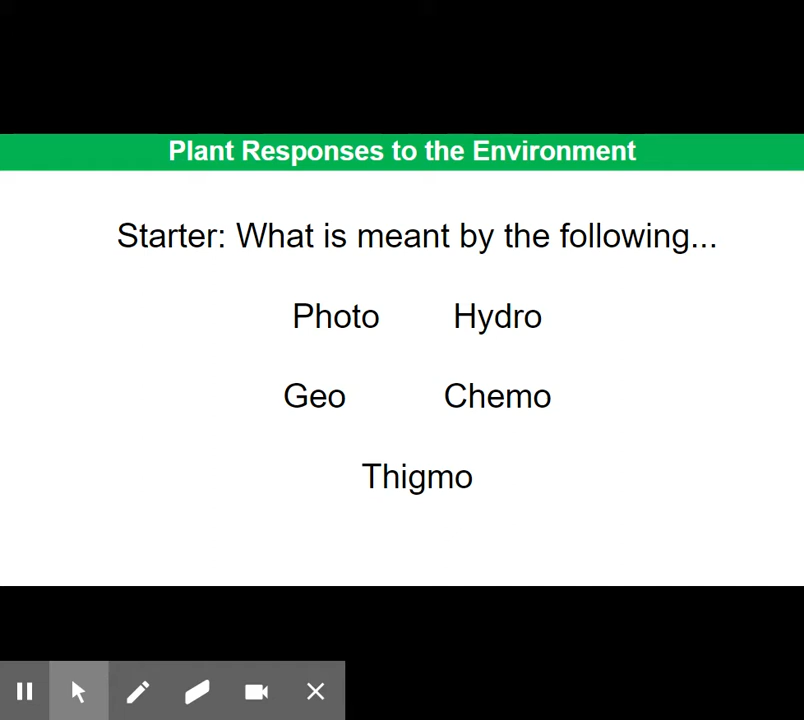 Plant Responses to the Environment
Starter: What is meant by the following...
Photo Hydro
Geo Chemo
Thigmo